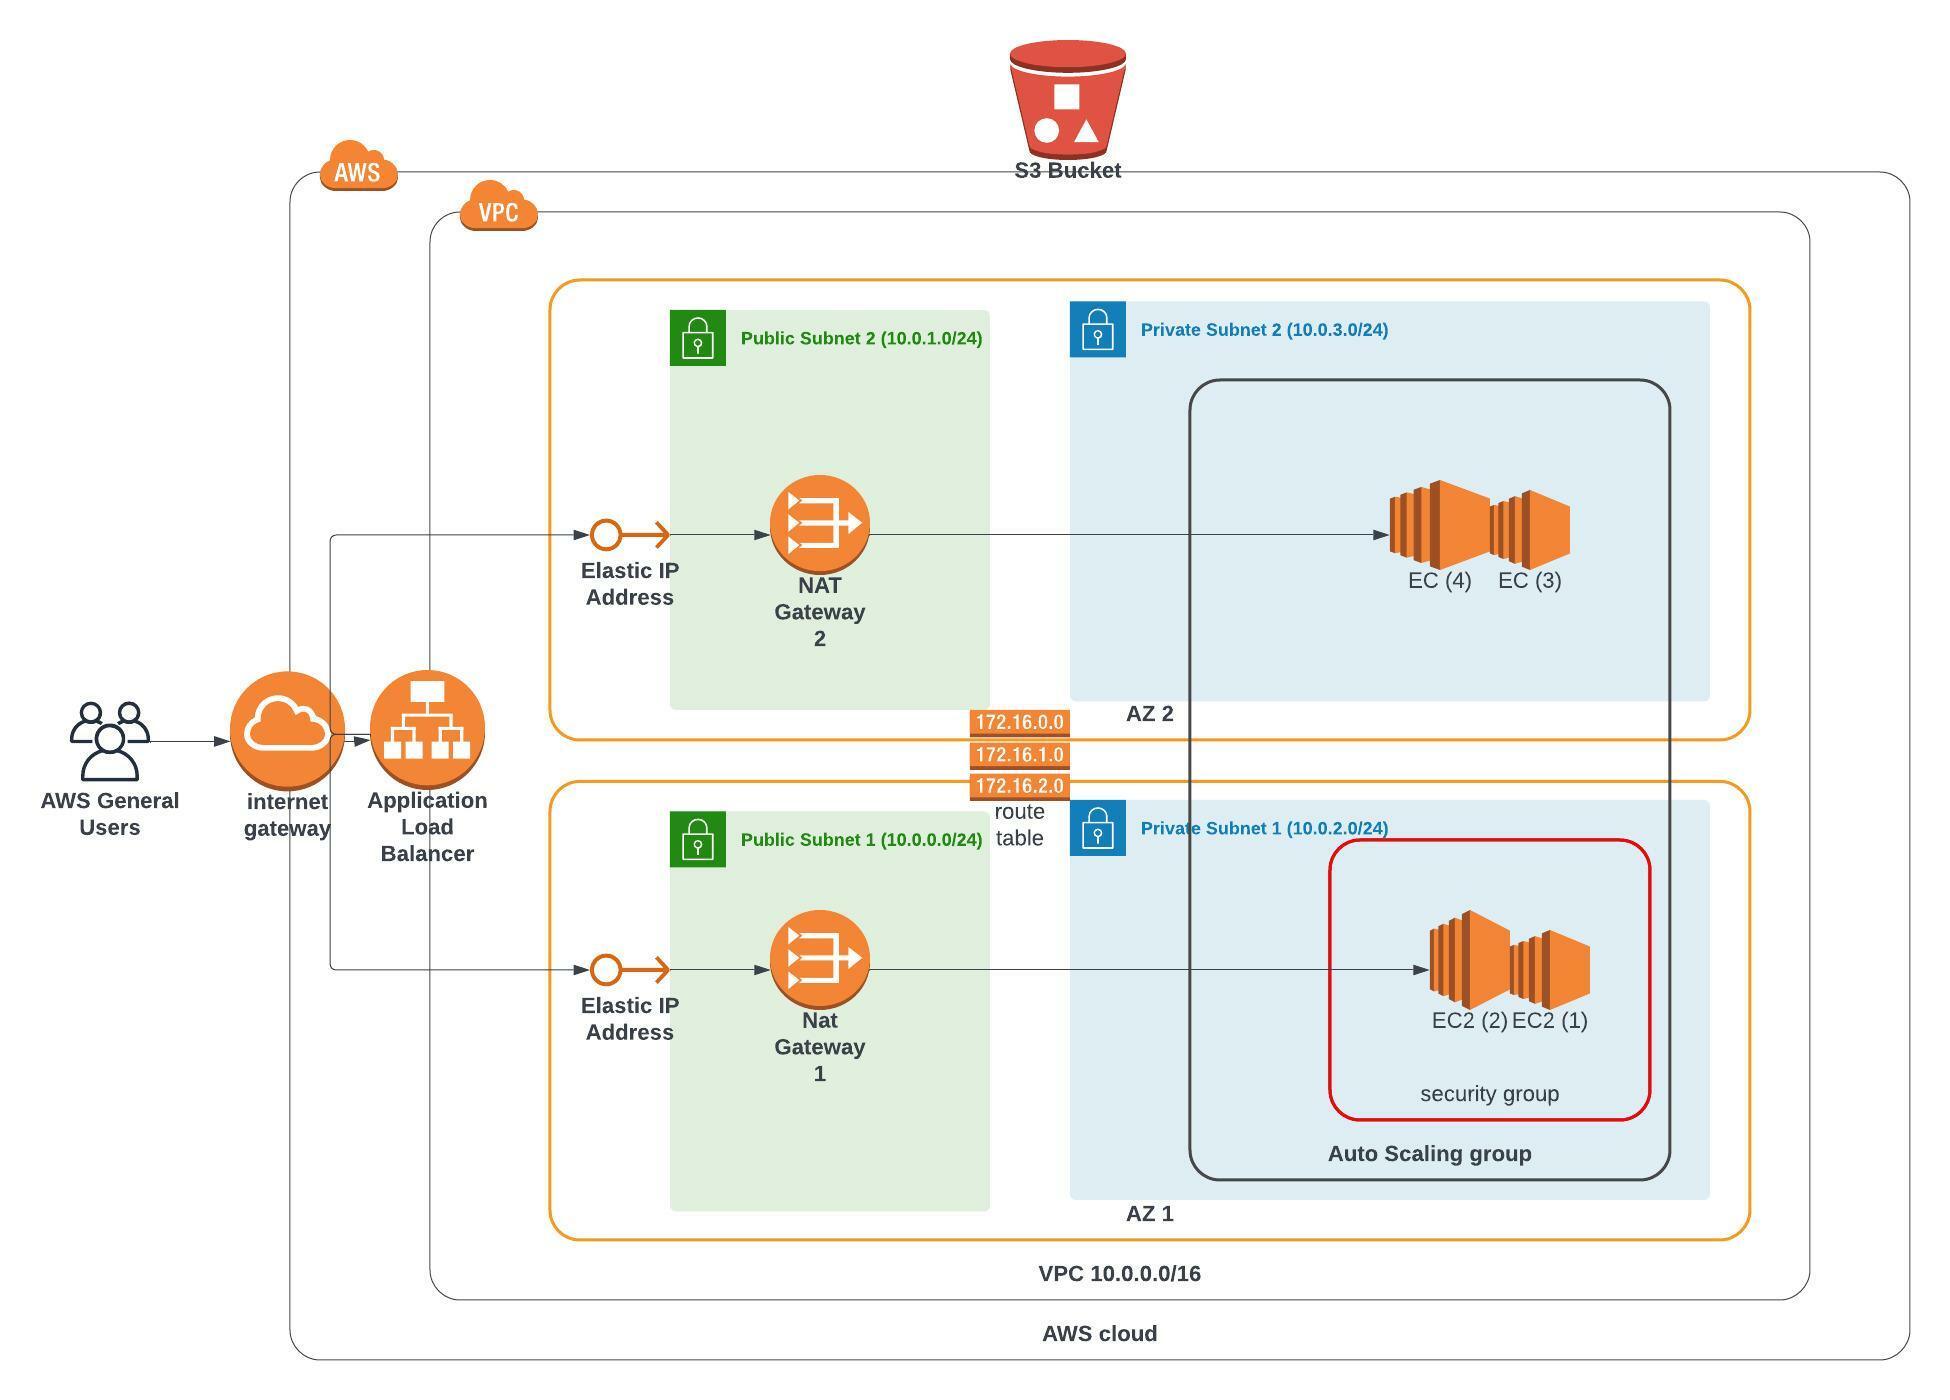 S3 Bucket
AWS
VPC
Public Subnet 2 (10.0.1.0/24)
Private Subnet 2 (10.0.3.0/24)
Elastic IP
Address
NAT
Gateway
2
EC (4)
EC (3)
AZ 2
172.16.0.0
172.16.1.0
172.16.2.0
route
table
AWS General
Users
internet
gateway
Application
Load
Balancer
Public Subnet 1 (10.0.0.0/24)
Private Subnet 1 (10.0.2.0/24)
Elastic IP
Address
Nat
Gateway
1
EC2 (2)
EC2 (1)
security group
Auto Scaling group
AZ 1
VPC 10.0.0.0/16
AWS cloud